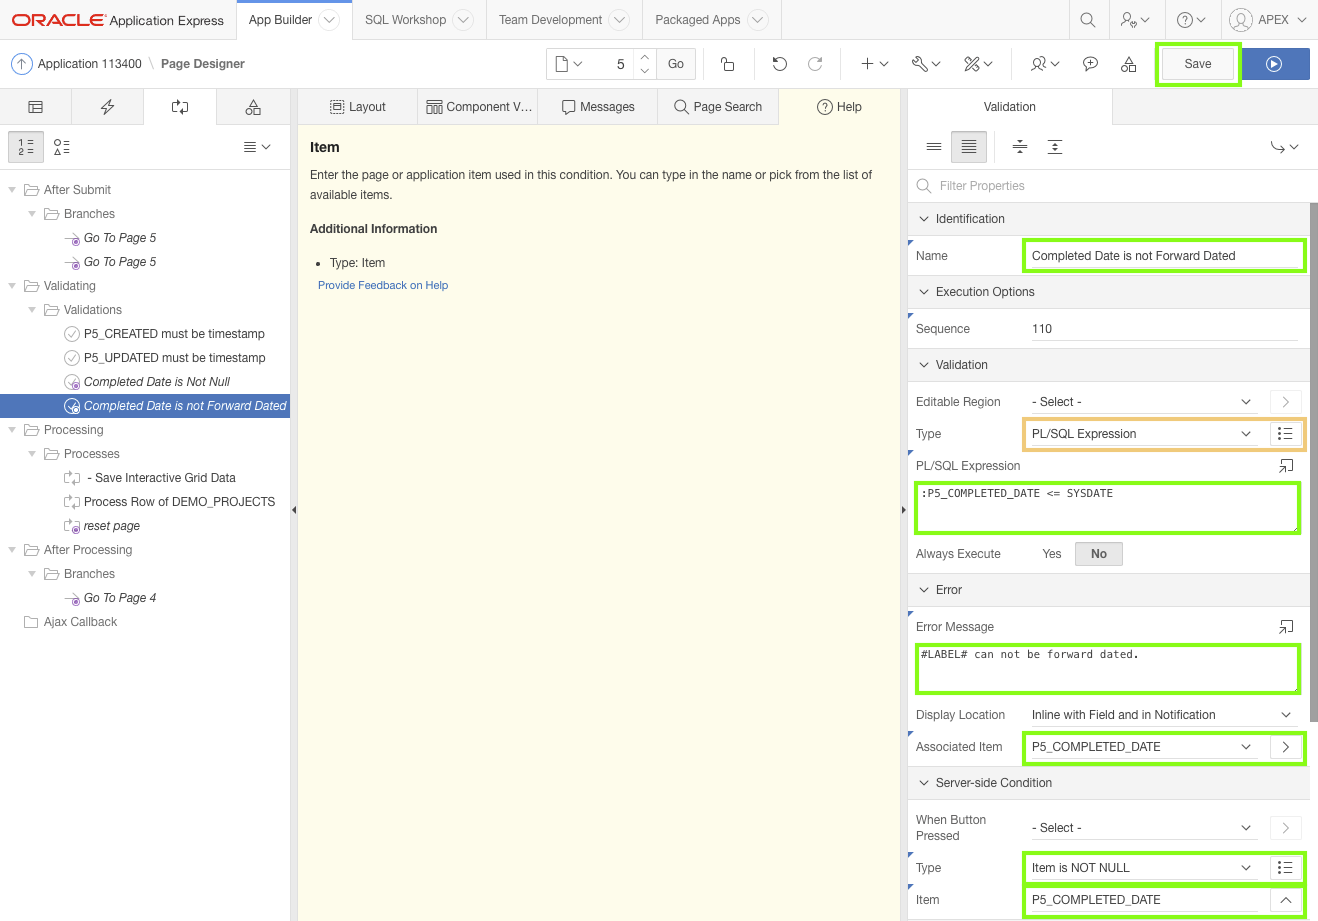 ORACLE Application Express
App Builder
SQL Workshop
Team Development
Packaged Apps
APEX
Application 113400 \ Page Designer
5
Go
Save
Layout
Component V...
Messages
Page Search
? Help
Validation
1 =
2 =
After Submit
Branches
Go To Page 5
Go To Page 5
Validating
Validations
P5_CREATED must be timestamp
P5_UPDATED must be timestamp
Completed Date is Not Null
Completed Date is not Forward Dated
Processing
Processes
- Save Interactive Grid Data
Process Row of DEMO_PROJECTS
reset page
After Processing
Branches
Go To Page 4
Ajax Callback
Item
Enter the page or application item used in this condition. You can type in the name or pick from the list of
available items.
Additional Information
• Type: Item
Provide Feedback on Help
Filter Properties
Identification
Name Completed Date is not Forward Dated
Execution Options
Sequence 110
Validation
Editable Region - Select -
Type PL/SQL Expression
PL/SQL Expression
:P5_COMPLETED_DATE <= SYSDATE
Always Execute Yes No
Error
Error Message
#LABEL# can not be forward dated.
Display Location Inline with Field and in Notification
Associated Item P5_COMPLETED_DATE
Server-side Condition
When Button
Pressed
- Select -
Type Item is NOT NULL
Item P5_COMPLETED_DATE